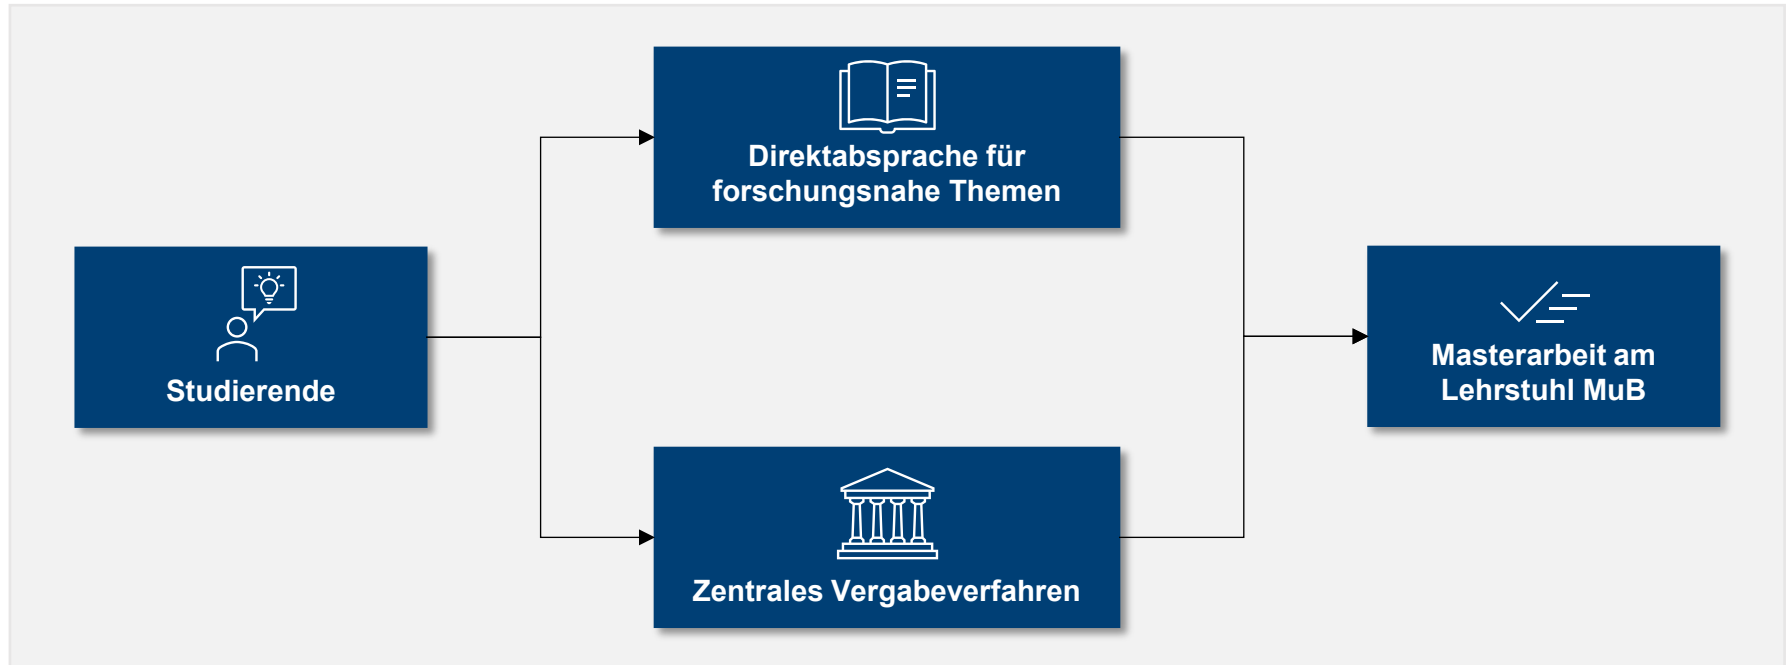 Direktabsprache für
forschungsnahe Themen
Studierende
Masterarbeit am
Lehrstuhl MuB
Zentrales Vergabeverfahren